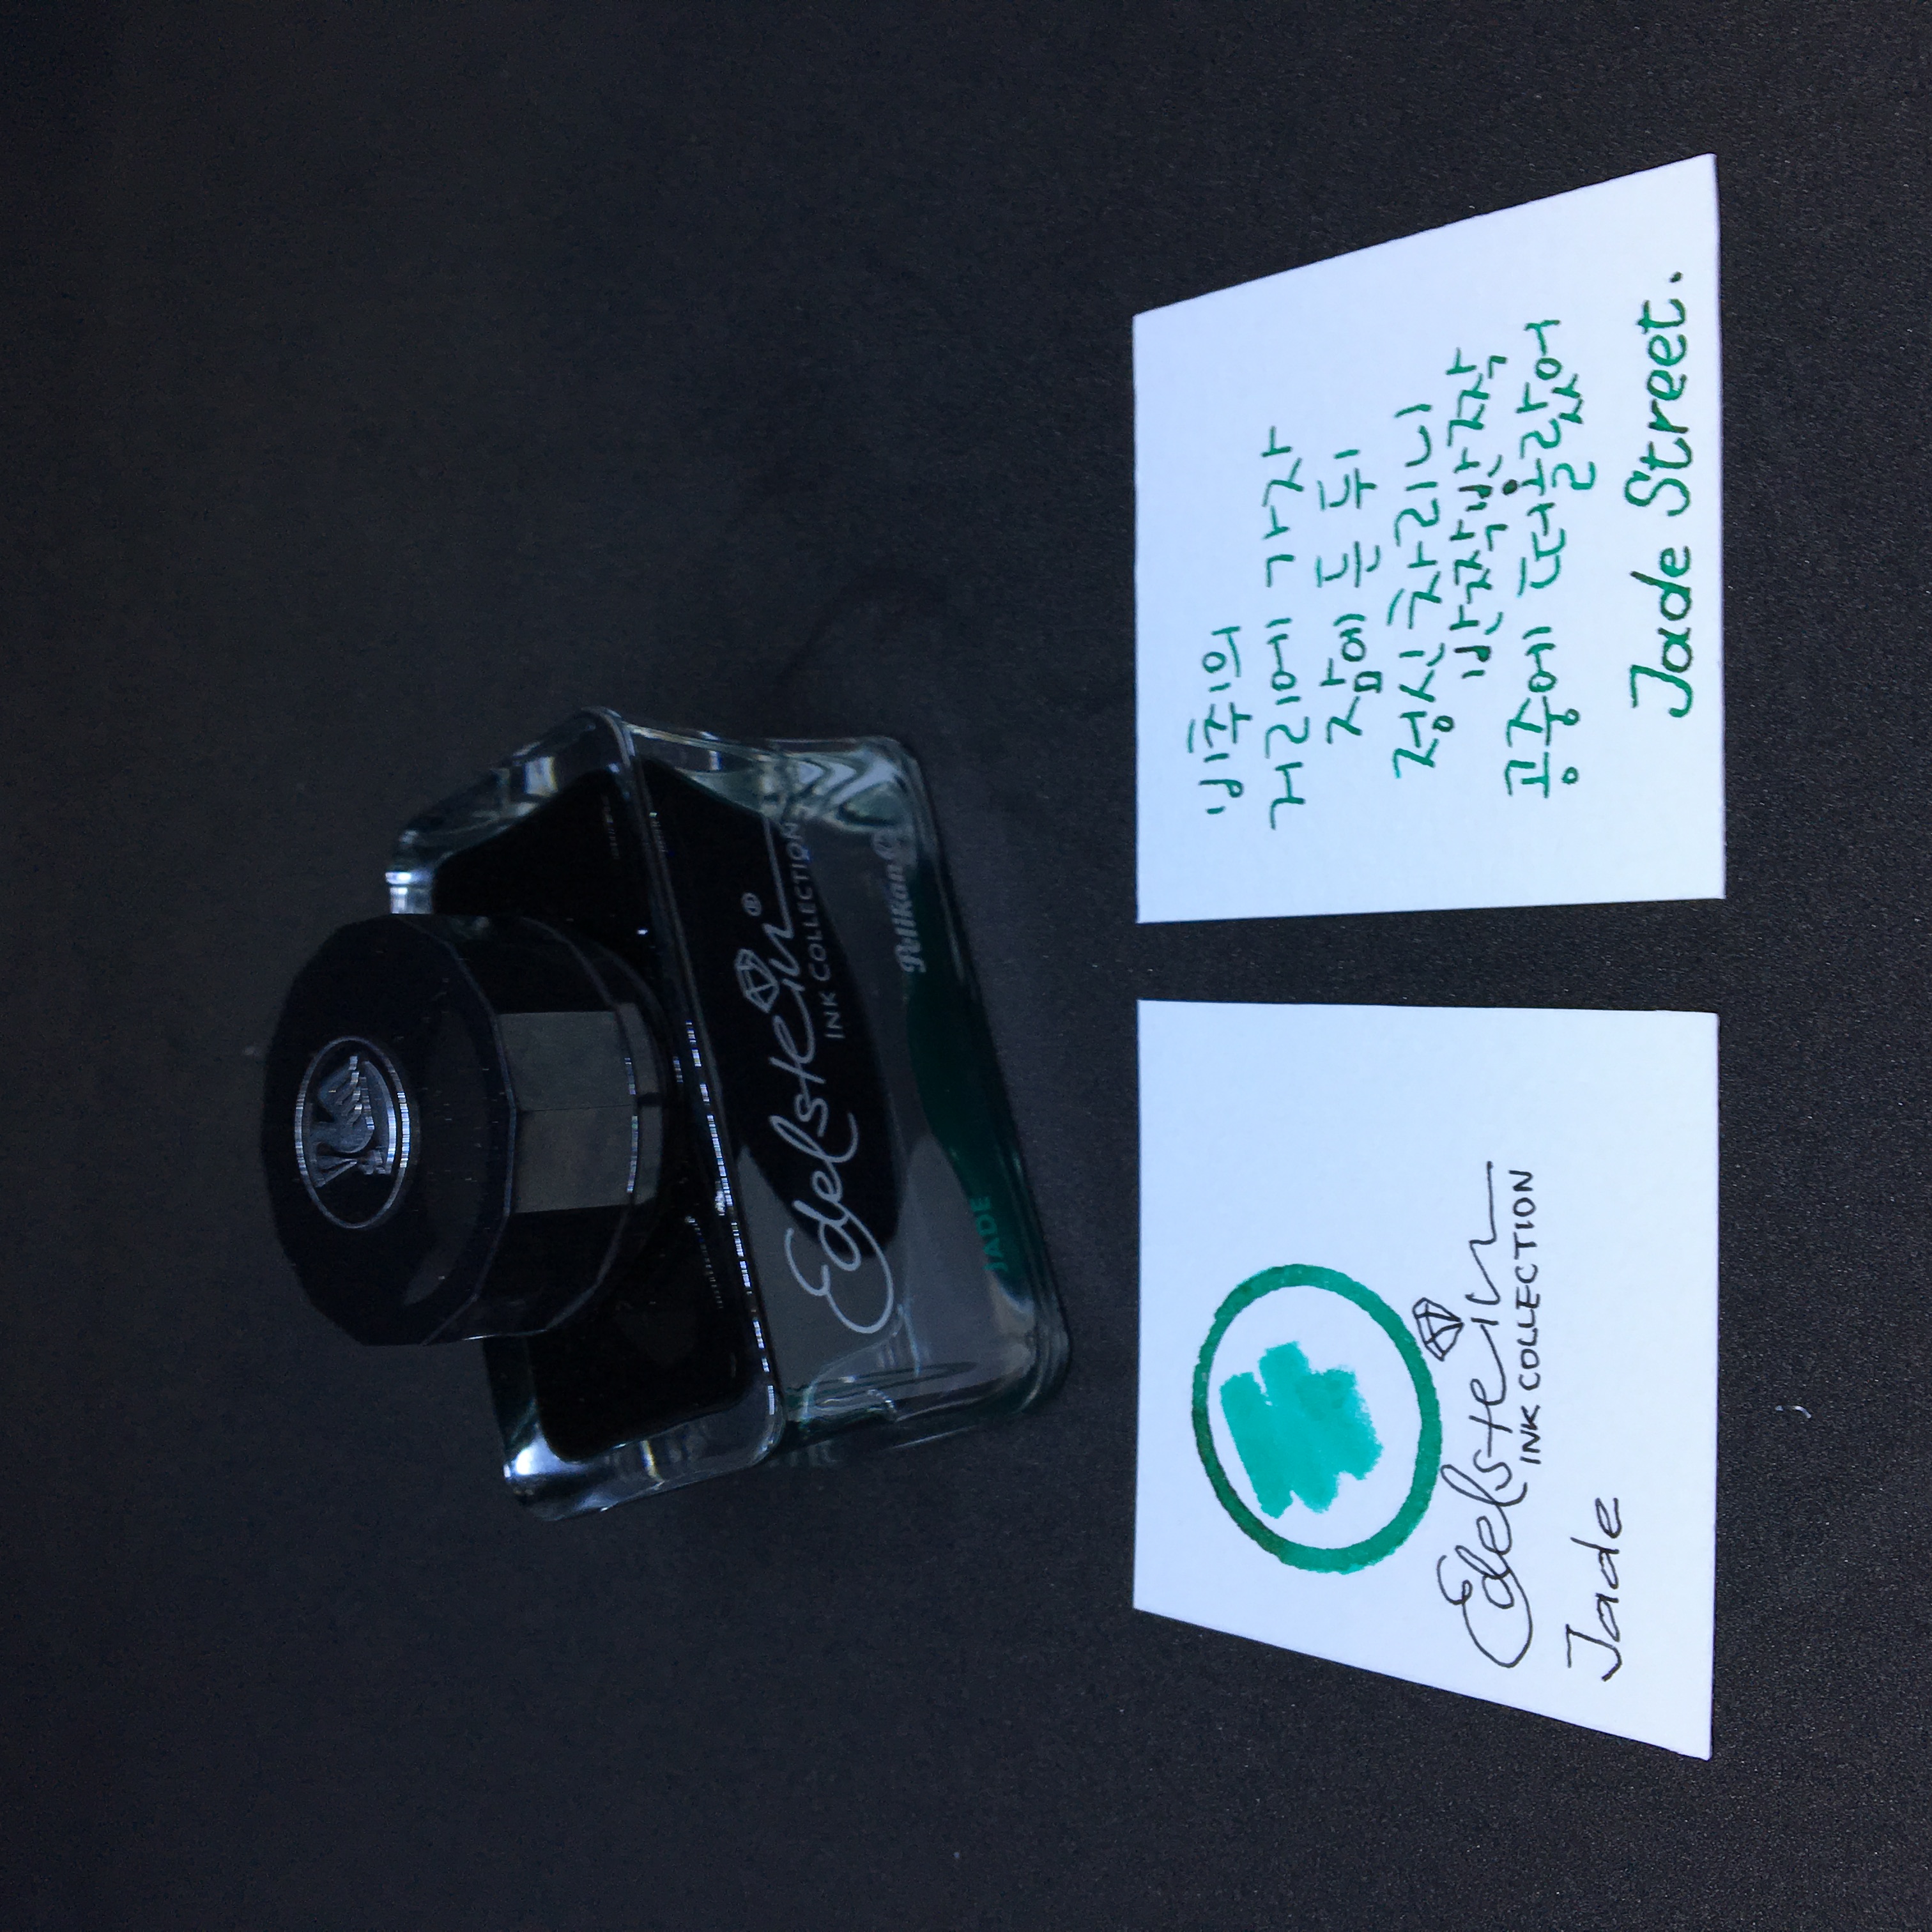 Edelstein®
INK COLLECTION
Pelikan
JADE
Edelstein
INK COLLECTION
Jade
비취의
거리에 가자
잠에 든 뒤
정신 차리니
반짝반짝
공중에 떠올랐어
Jade Street.